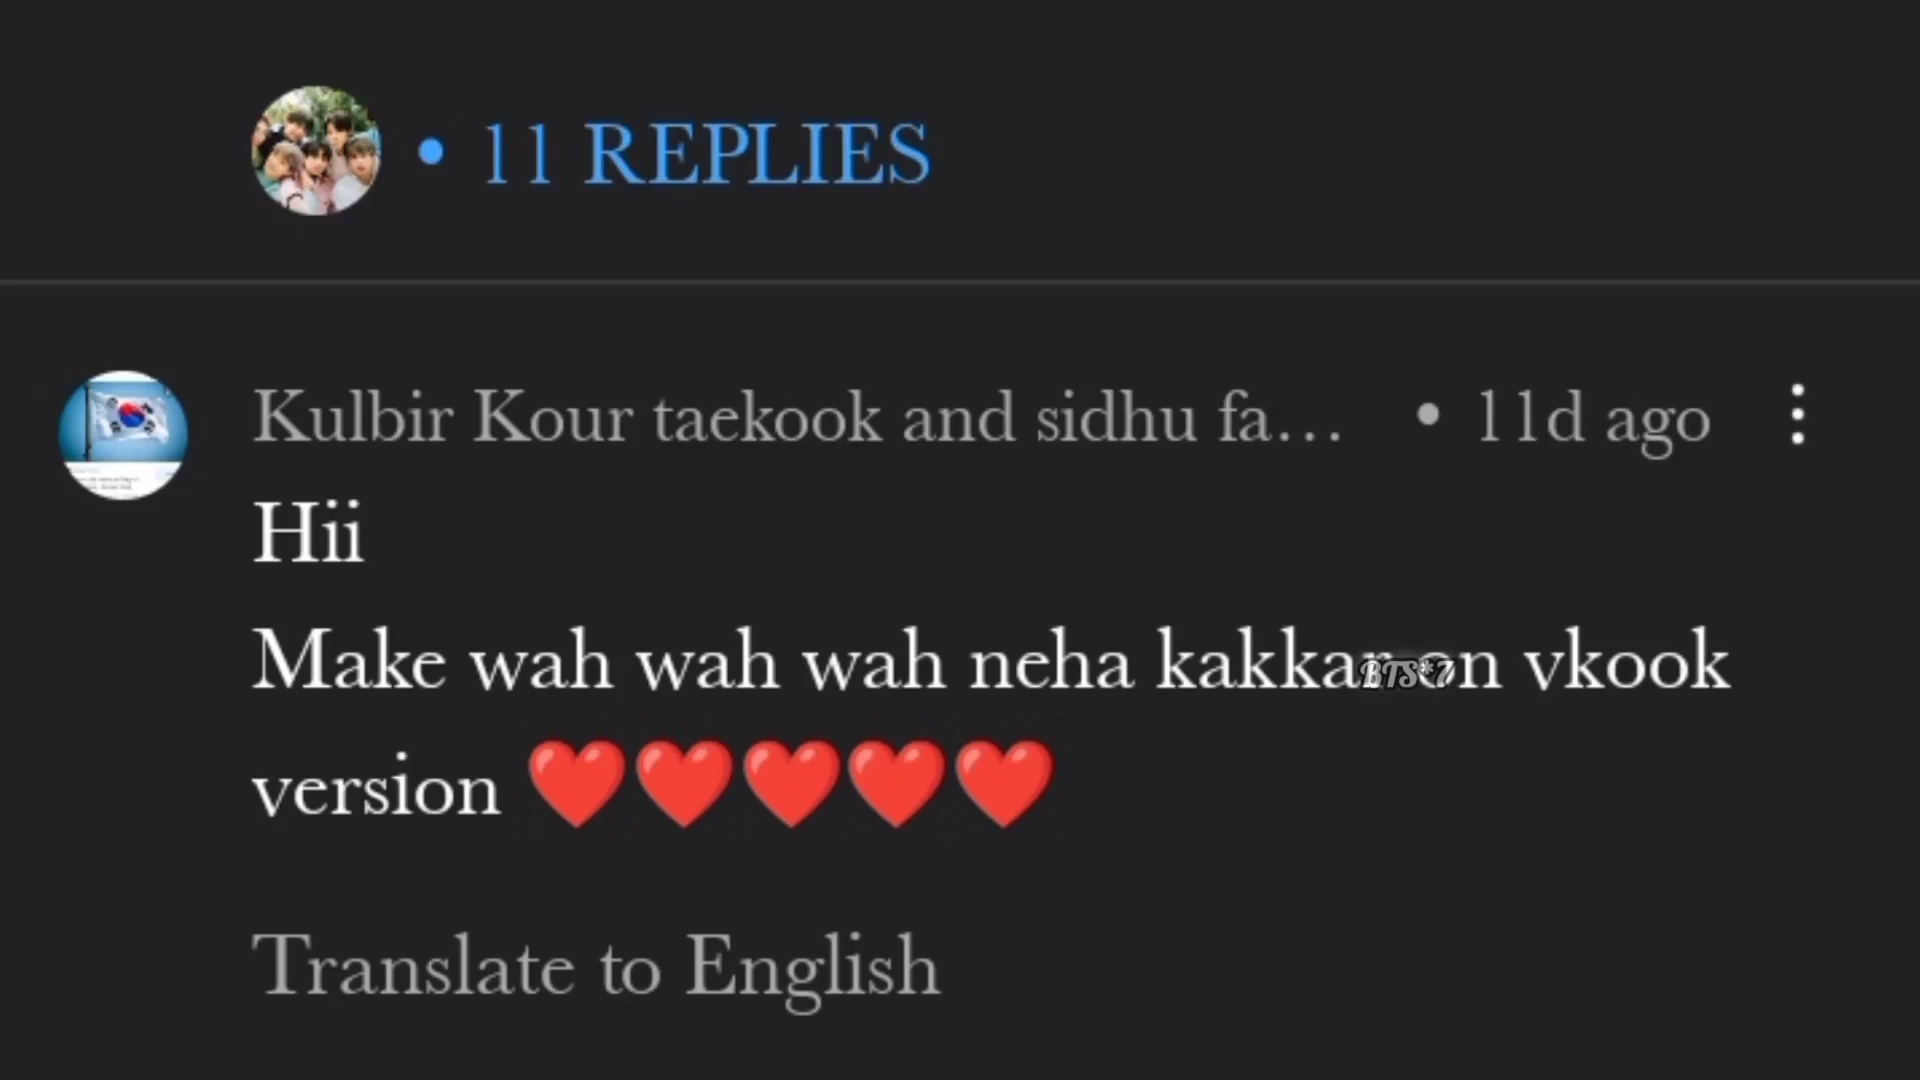 • 11 REPLIES
Kulbir Kour taekook and sidhu fa... • 11d ago
Hii
Make wah wah wah neha kakkar on vkook
BTS*7
version ❤️❤️❤️❤️❤️
Translate to English